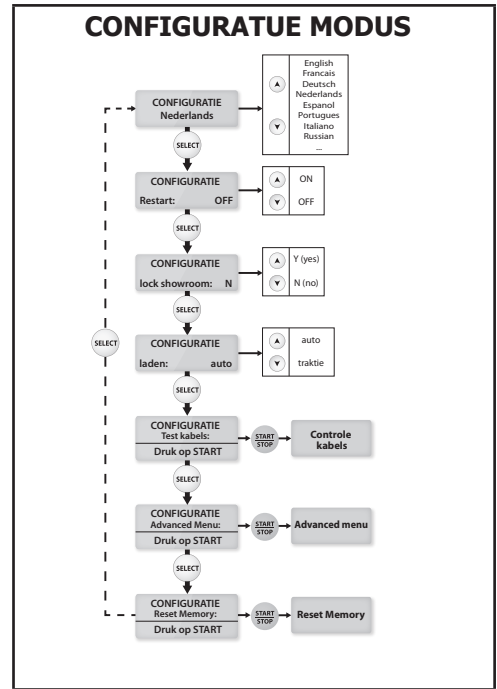 CONFIGURATUE MODUS
CONFIGURATIE
Nederlands
English
Francais
Deutsch
Nederlands
Espanol
Portugues
Italiano
Russian
...
SELECT
CONFIGURATIE
Restart: OFF
ON
OFF
SELECT
CONFIGURATIE
lock showroom: N
Y (yes)
N (no)
SELECT
SELECT
CONFIGURATIE
laden: auto
auto
traktie
SELECT
CONFIGURATIE
Test kabels:
Druk op START
START
STOP
Controle
kabels
SELECT
CONFIGURATIE
Advanced Menu:
Druk op START
START
STOP
Advanced menu
SELECT
CONFIGURATIE
Reset Memory:
Druk op START
START
STOP
Reset Memory